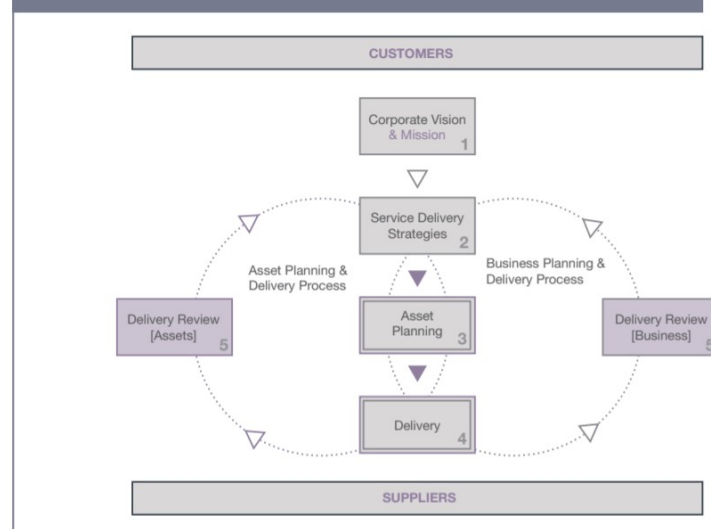 CUSTOMERS
Corporate Vision
& Mission
1
Service Delivery
Strategies
2
Asset Planning &
Delivery Process
Business Planning &
Delivery Process
Delivery Review
[Assets]
5
Asset
Planning
3
Delivery Review
[Business]
5
Delivery
4
SUPPLIERS